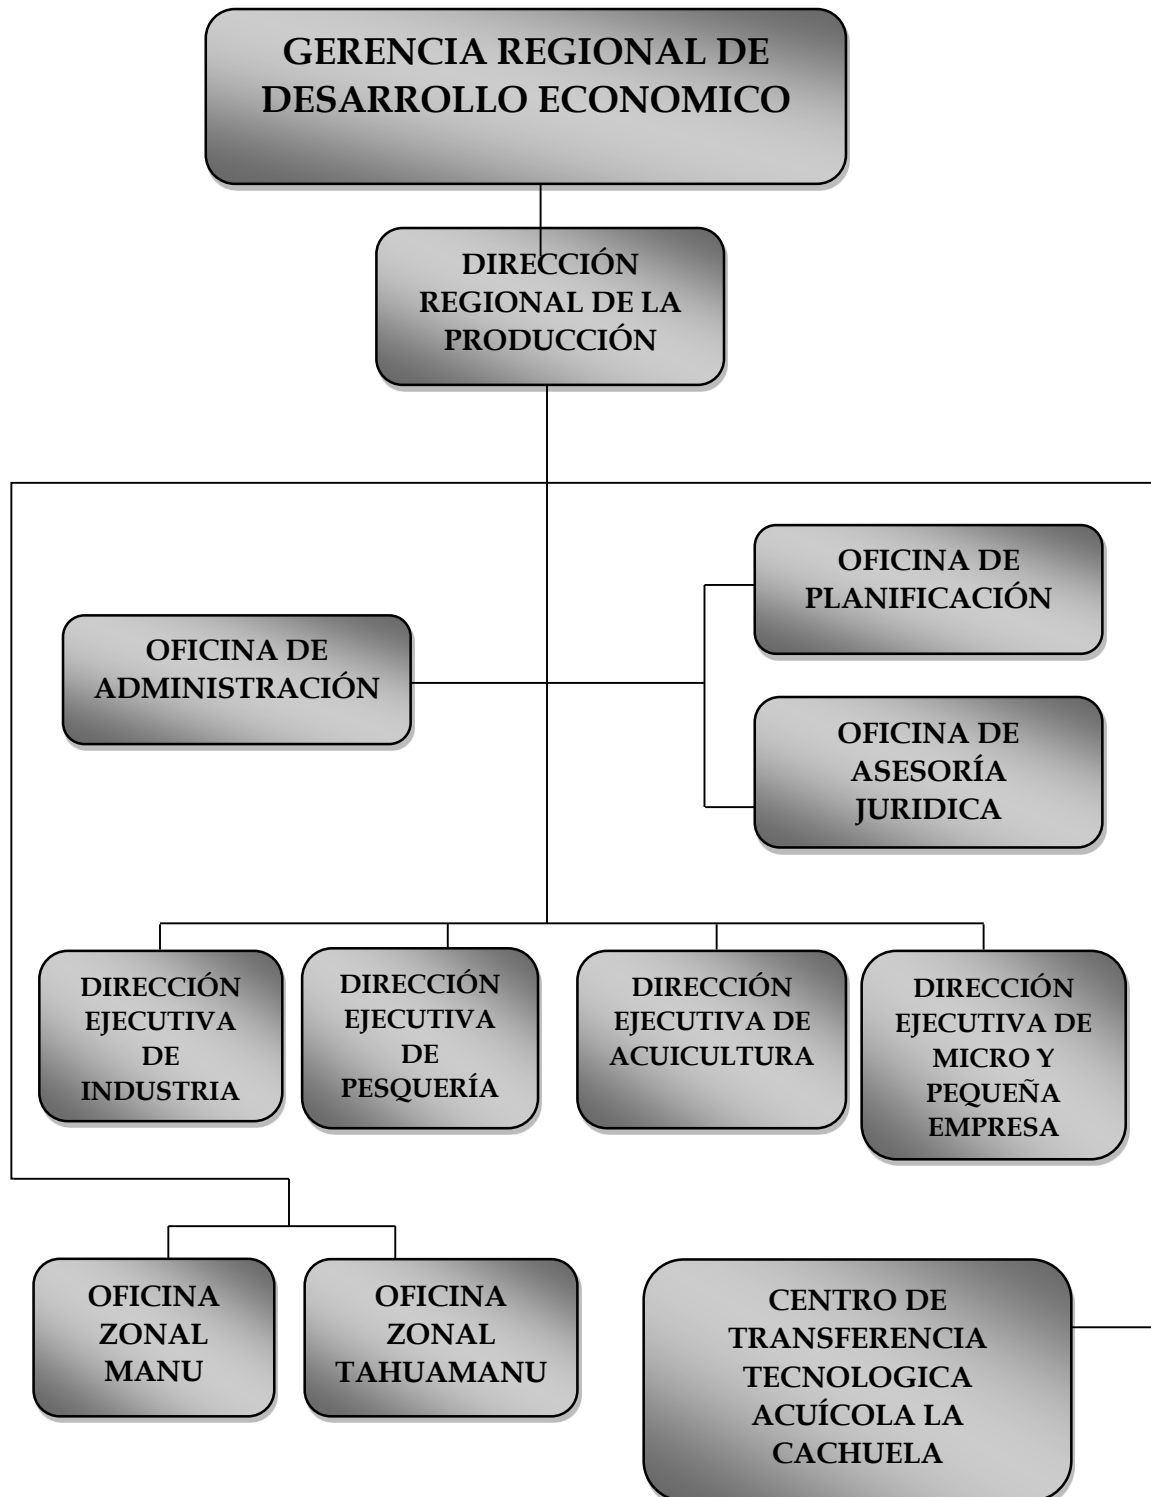 GERENCIA REGIONAL DE
DESARROLLO ECONOMICO
DIRECCIÓN
REGIONAL DE LA
PRODUCCIÓN
OFICINA DE
PLANIFICACIÓN
OFICINA DE
ADMINISTRACIÓN
OFICINA DE
ASESORÍA
JURIDICA
DIRECCIÓN
EJECUTIVA
DE
INDUSTRIA
DIRECCIÓN
EJECUTIVA
DE
PESQUERÍA
DIRECCIÓN
EJECUTIVA DE
ACUICULTURA
DIRECCIÓN
EJECUTIVA DE
MICRO Y
PEQUEÑA
EMPRESA
OFICINA
ZONAL
MANU
OFICINA
ZONAL
TAHUAMANU
CENTRO DE
TRANSFERENCIA
TECNOLOGICA
ACUÍCOLA LA
CACHUELA